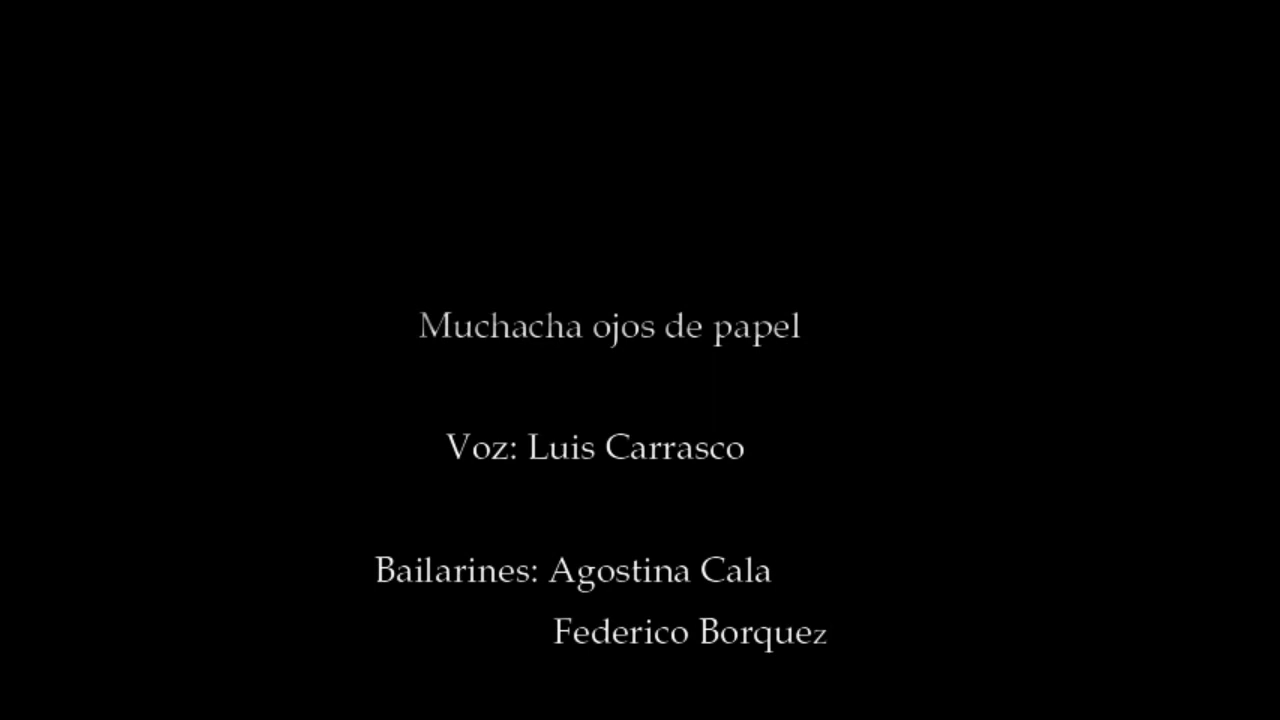 Muchacha ojos de papel
Voz: Luis Carrasco
Bailarines: Agostina Cala
Federico Borquez